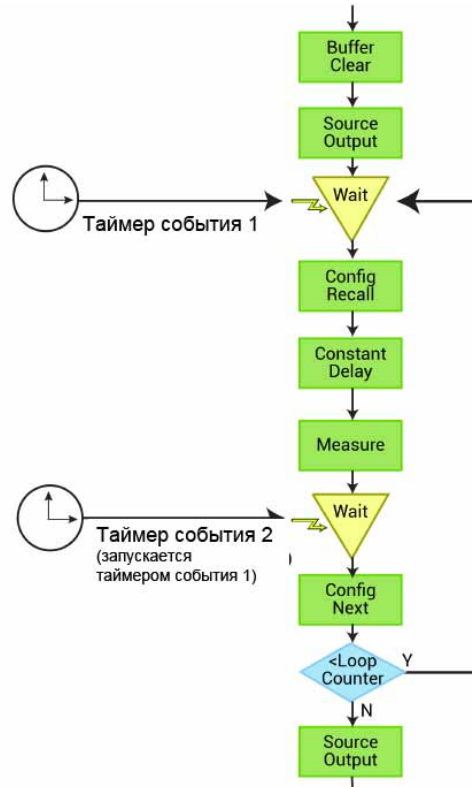 Buffer
Clear
Source
Output
Wait
Таймер события 1
Config
Recall
Constant
Delay
Measure
Wait
Таймер события 2
(запускается
таймером события 1)
)
Config
Next
<Loop
Counter
Y
N
Source
Output